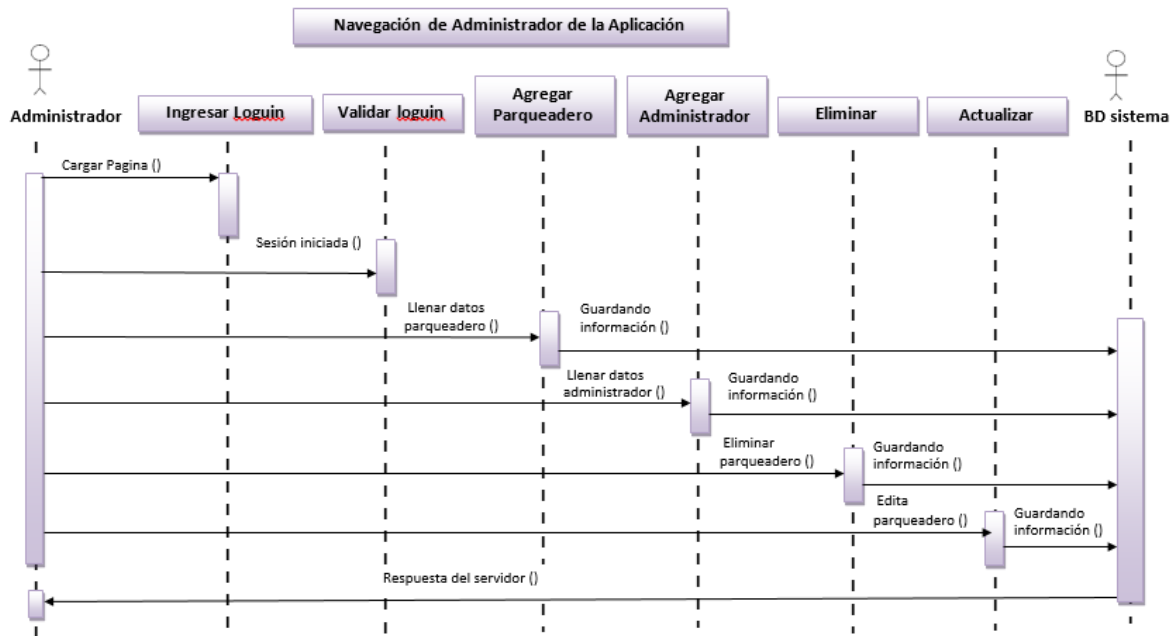 Navegación de Administrador de la Aplicación
Administrador
Ingresar Loguin
Validar loguin
Agregar
Parqueadero
Agregar
Administrador
Eliminar
Actualizar
BD sistema
Cargar Pagina ()
Sesión iniciada ()
Llenar datos
parqueadero ()
Guardando
información ()
Llenar datos
administrador ()
Guardando
información ()
Eliminar
parqueadero ()
Guardando
información ()
Edita
parqueadero ()
Guardando
información ()
Respuesta del servidor ()